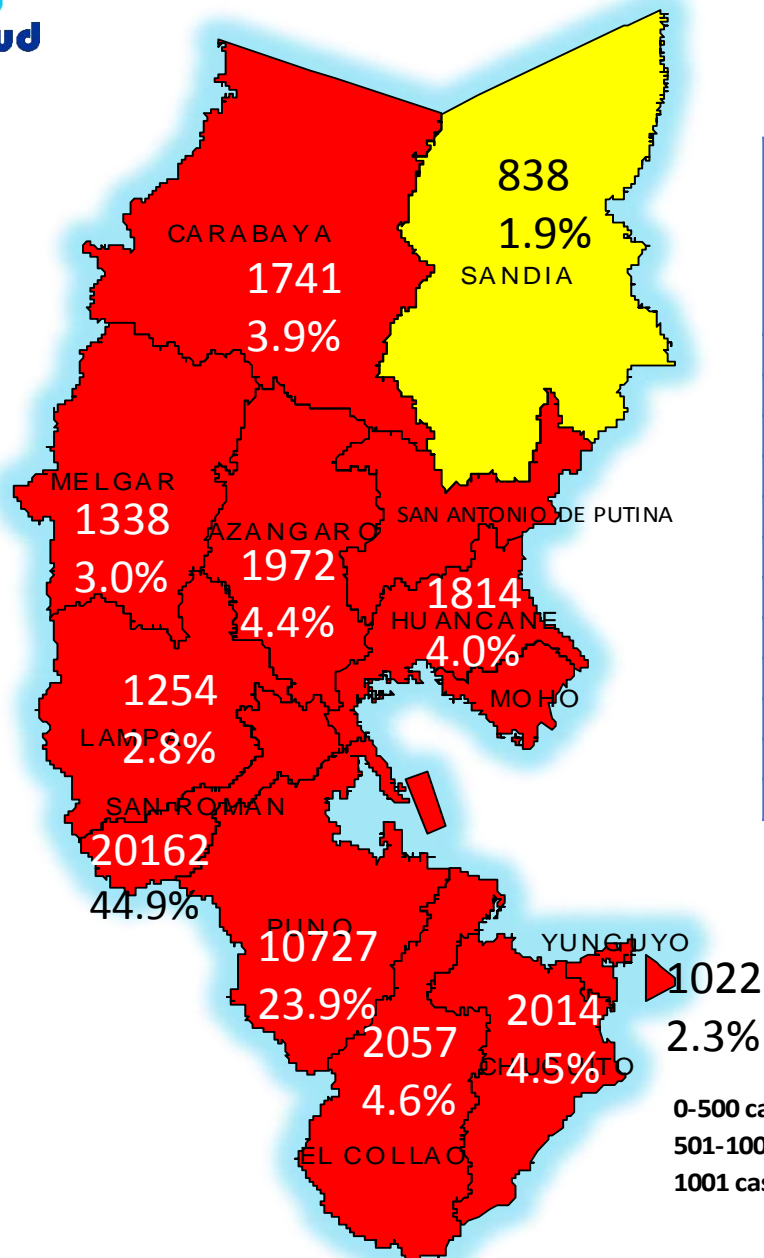 ud
838
1.9%
SANDIA
CARABAYA
1741
3.9%
MELGAR
1338
3.0%
AZANGARO
1972
4.4%
SAN ANTONIO DE PUTINA
1814
HUANCANE
4.0%
MOHO
1254
LAMPA
2.8%
SAN ROMAN
20162
44.9%
PUNO
10727
23.9%
YUNGUYO
1022
2.3%
2014
CHUCUITO
4.5%
2057
4.6%
EL COLLAO
0-500 ca
501-100
1001 cas